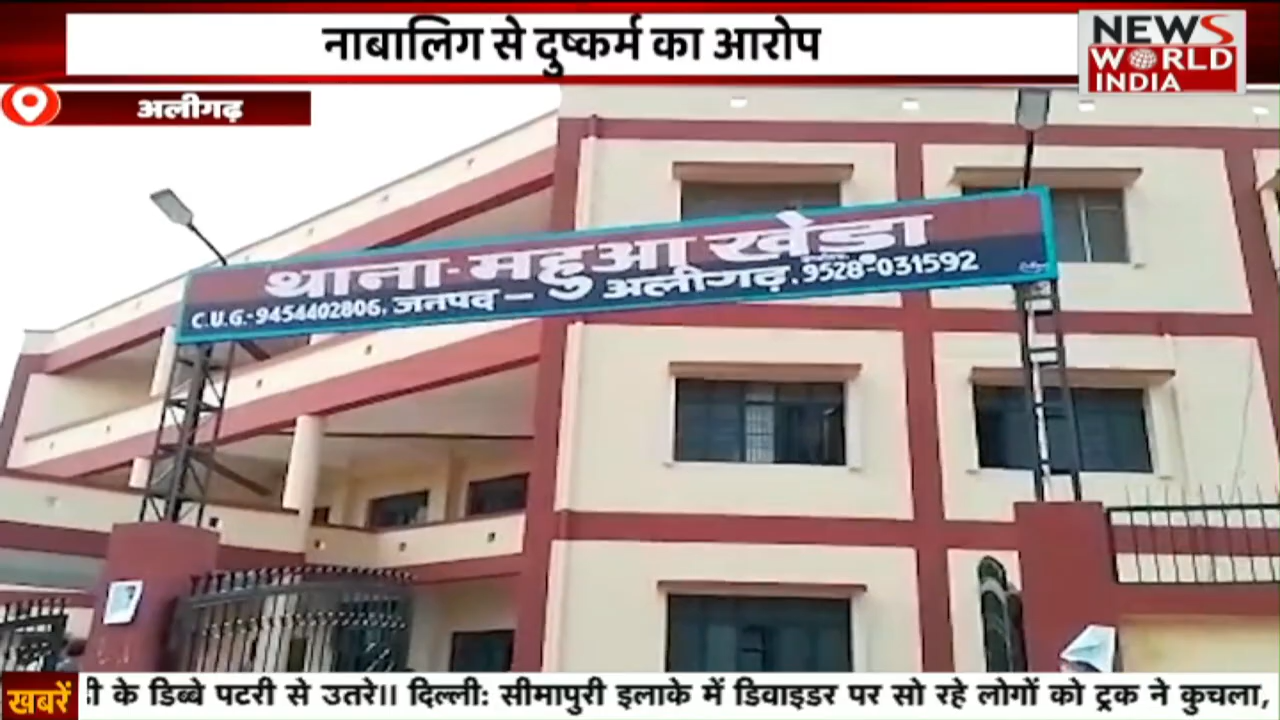 नाबालिग से दुष्कर्म का आरोप
NEWS
WORLD
INDIA
अलीगढ़
थाना-महुआ खेड़ा
C.U.G.-9454402806, जनपद - अलीगढ़. 9528-031592
खबरें
डी के डिब्बे पटरी से उतरे।। दिल्ली: सीमापुरी इलाके में डिवाइडर पर सो रहे लोगों को ट्रक ने कुचला,